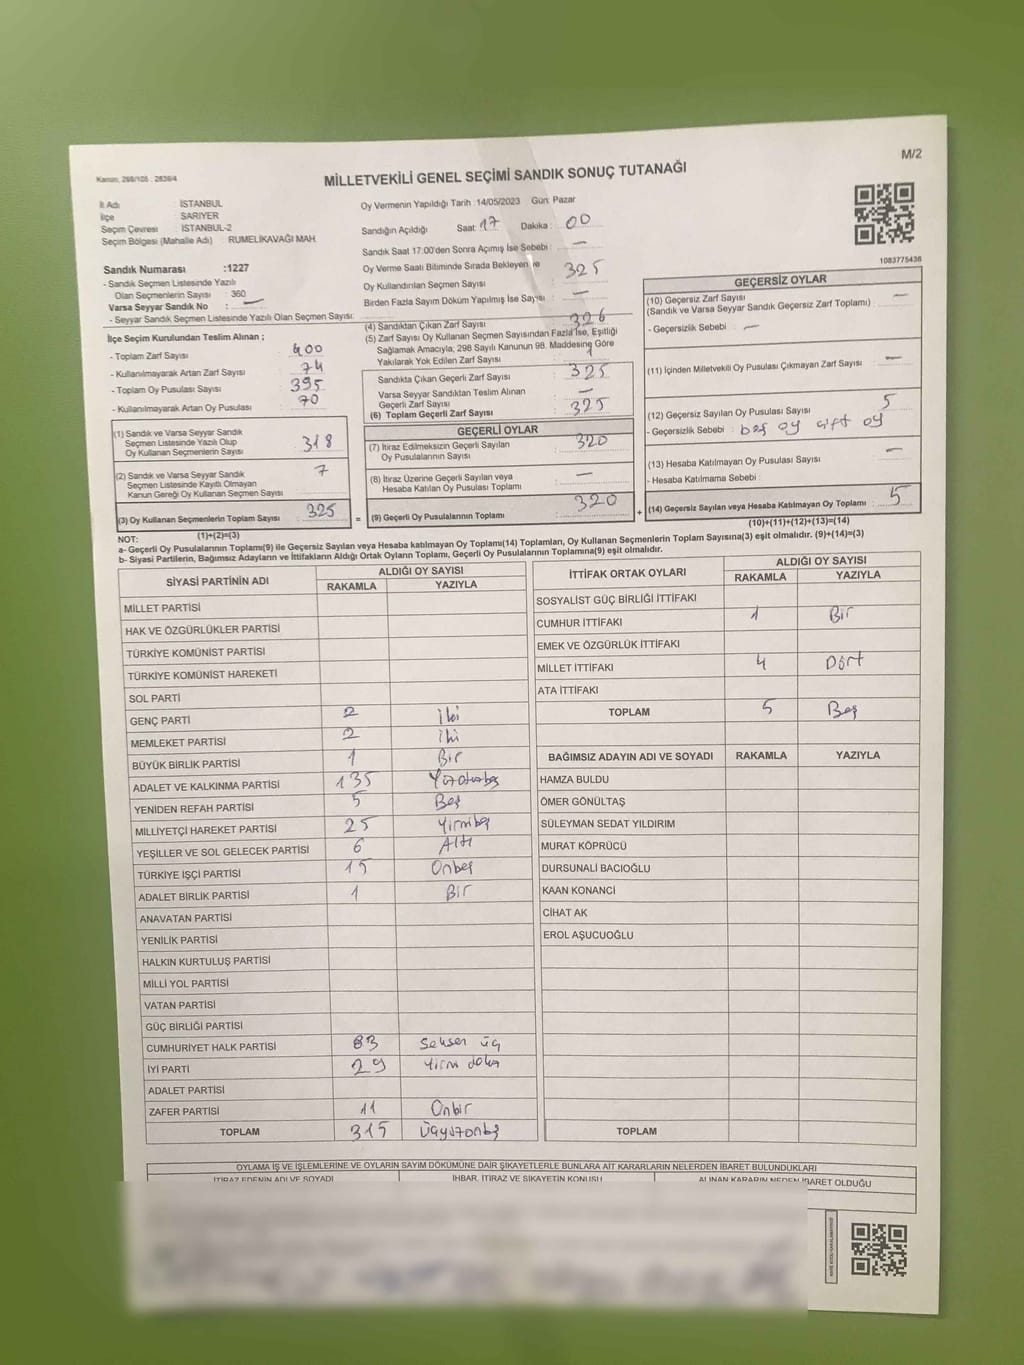 Kanun, 298/105 : 2839/4
M/2
MİLLETVEKİLİ GENEL SEÇİMİ SANDIK SONUÇ TUTANAĞI
İl Adı : İSTANBUL
İlçe : SARIYER
Seçim Çevresi : İSTANBUL-2
Seçim Bölgesi (Mahalle Adı) : RUMELİKAVAĞI MAH.
Oy Vermenin Yapıldığı Tarih :14/05/2023 Gün: Pazar
Sandığın Açıldığı Saat: 17 Dakika : 00
Sandık Saat 17:00'den Sonra Açımış İse Sebebi : —
Oy Verme Saati Bitiminde Sırada Bekleyen ve
Oy Kullandırılan Seçmen Sayısı : 325
Birden Fazla Sayım Döküm Yapılmış İse Sayısı : —
1083775436
Sandık Numarası :1227
- Sandık Seçmen Listesinde Yazılı
Olan Seçmenlerin Sayısı : 360
Varsa Seyyar Sandık No : —
- Seyyar Sandık Seçmen Listesinde Yazılı Olan Seçmen Sayısı:
İlçe Seçim Kurulundan Teslim Alınan ;
- Toplam Zarf Sayısı : 400
- Kullanılmayarak Artan Zarf Sayısı : 74
- Toplam Oy Pusulası Sayısı : 395
- Kullanılmayarak Artan Oy Pusulası : 70
(1) Sandık ve Varsa Seyyar Sandık
Seçmen Listesinde Yazılı Olup
Oy Kullanan Seçmenlerin Sayısı : 318
(2) Sandık ve Varsa Seyyar Sandık
Seçmen Listesinde Kayıtlı Olmayan
Kanun Gereği Oy Kullanan Seçmen Sayısı : 7
(3) Oy Kullanan Seçmenlerin Toplam Sayısı : 325
(1)+(2)=(3)
(4) Sandıktan Çıkan Zarf Sayısı : 326
(5) Zarf Sayısı Oy Kullanan Seçmen Sayısından Fazla İse, Eşitliği
Sağlamak Amacıyla, 298 Sayılı Kanunun 98. Maddesine Göre
Yakılarak Yok Edilen Zarf Sayısı : 1
Sandıkta Çıkan Geçerli Zarf Sayısı : 325
Varsa Seyyar Sandıktan Teslim Alınan
Geçerli Zarf Sayısı : —
(6) Toplam Geçerli Zarf Sayısı : 325
GEÇERLİ OYLAR
(7) İtiraz Edilmeksizin Geçerli Sayılan
Oy Pusulalarının Sayısı : 320
(8) İtiraz Üzerine Geçerli Sayılan veya
Hesaba Katılan Oy Pusulası Toplamı : —
= (9) Geçerli Oy Pusulalarının Toplamı : 320
GEÇERSİZ OYLAR
(10) Geçersiz Zarf Sayısı
(Sandık ve Varsa Seyyar Sandık Geçersiz Zarf Toplamı) : —
- Geçersizlik Sebebi : —
(11) İçinden Milletvekili Oy Pusulası Çıkmayan Zarf Sayısı : —
(12) Geçersiz Sayılan Oy Pusulası Sayısı : 5
- Geçersizlik Sebebi : beş oy çift oy
(13) Hesaba Katılmayan Oy Pusulası Sayısı : —
- Hesaba Katılmama Sebebi :
+ (14) Geçersiz Sayılan veya Hesaba Katılmayan Oy Toplamı : 5
(10)+(11)+(12)+(13)=(14)
NOT:
a- Geçerli Oy Pusulalarının Toplamı(9) ile Geçersiz Sayılan veya Hesaba katılmayan Oy Toplamı(14) Toplamları, Oy Kullanan Seçmenlerin Toplam Sayısına(3) eşit olmalıdır. (9)+(14)=(3)
b- Siyasi Partilerin, Bağımsız Adayların ve İttifakların Aldığı Ortak Oyların Toplamı, Geçerli Oy Pusulalarının Toplamına(9) eşit olmalıdır.
SİYASİ PARTİNİN ADI ALDIĞI OY SAYISI
RAKAMLA YAZIYLA
MİLLET PARTİSİ
HAK VE ÖZGÜRLÜKLER PARTİSİ
TÜRKİYE KOMÜNİST PARTİSİ
TÜRKİYE KOMÜNİST HAREKETİ
SOL PARTİ
GENÇ PARTİ 2 İki
MEMLEKET PARTİSİ 2 İki
BÜYÜK BİRLİK PARTİSİ 1 Bir
ADALET VE KALKINMA PARTİSİ 135 Yüzotuzbeş
YENİDEN REFAH PARTİSİ 5 Beş
MİLLİYETÇİ HAREKET PARTİSİ 25 Yirmibeş
YEŞİLLER VE SOL GELECEK PARTİSİ 6 Altı
TÜRKİYE İŞÇİ PARTİSİ 15 Onbeş
ADALET BİRLİK PARTİSİ 1 Bir
ANAVATAN PARTİSİ
YENİLİK PARTİSİ
HALKIN KURTULUŞ PARTİSİ
MİLLİ YOL PARTİSİ
VATAN PARTİSİ
GÜÇ BİRLİĞİ PARTİSİ
CUMHURİYET HALK PARTİSİ 83 Seksen üç
İYİ PARTİ 29 Yirmi dokuz
ADALET PARTİSİ
ZAFER PARTİSİ 11 Onbir
TOPLAM 315 Üçyüzonbeş
İTTİFAK ORTAK OYLARI ALDIĞI OY SAYISI
RAKAMLA YAZIYLA
SOSYALİST GÜÇ BİRLİĞİ İTTİFAKI
CUMHUR İTTİFAKI 1 Bir
EMEK VE ÖZGÜRLÜK İTTİFAKI
MİLLET İTTİFAKI 4 Dört
ATA İTTİFAKI
TOPLAM 5 Beş
BAĞIMSIZ ADAYIN ADI VE SOYADI RAKAMLA YAZIYLA
HAMZA BULDU
ÖMER GÖNÜLTAŞ
SÜLEYMAN SEDAT YILDIRIM
MURAT KÖPRÜCÜ
DURSUNALİ BACIOĞLU
KAAN KONANCİ
CİHAT AK
EROL AŞUCUOĞLU
TOPLAM
OYLAMA İŞ VE İŞLEMLERİNE VE OYLARIN SAYIM DÖKÜMÜNE DAİR ŞİKAYETLERLE BUNLARA AİT KARARLARIN NELERDEN İBARET BULUNDUKLARI
İTİRAZ EDENİN ADI VE SOYADI İHBAR, İTİRAZ VE ŞİKAYETİN KONUSU ALINAN KARARIN NEDEN İBARET OLDUĞU